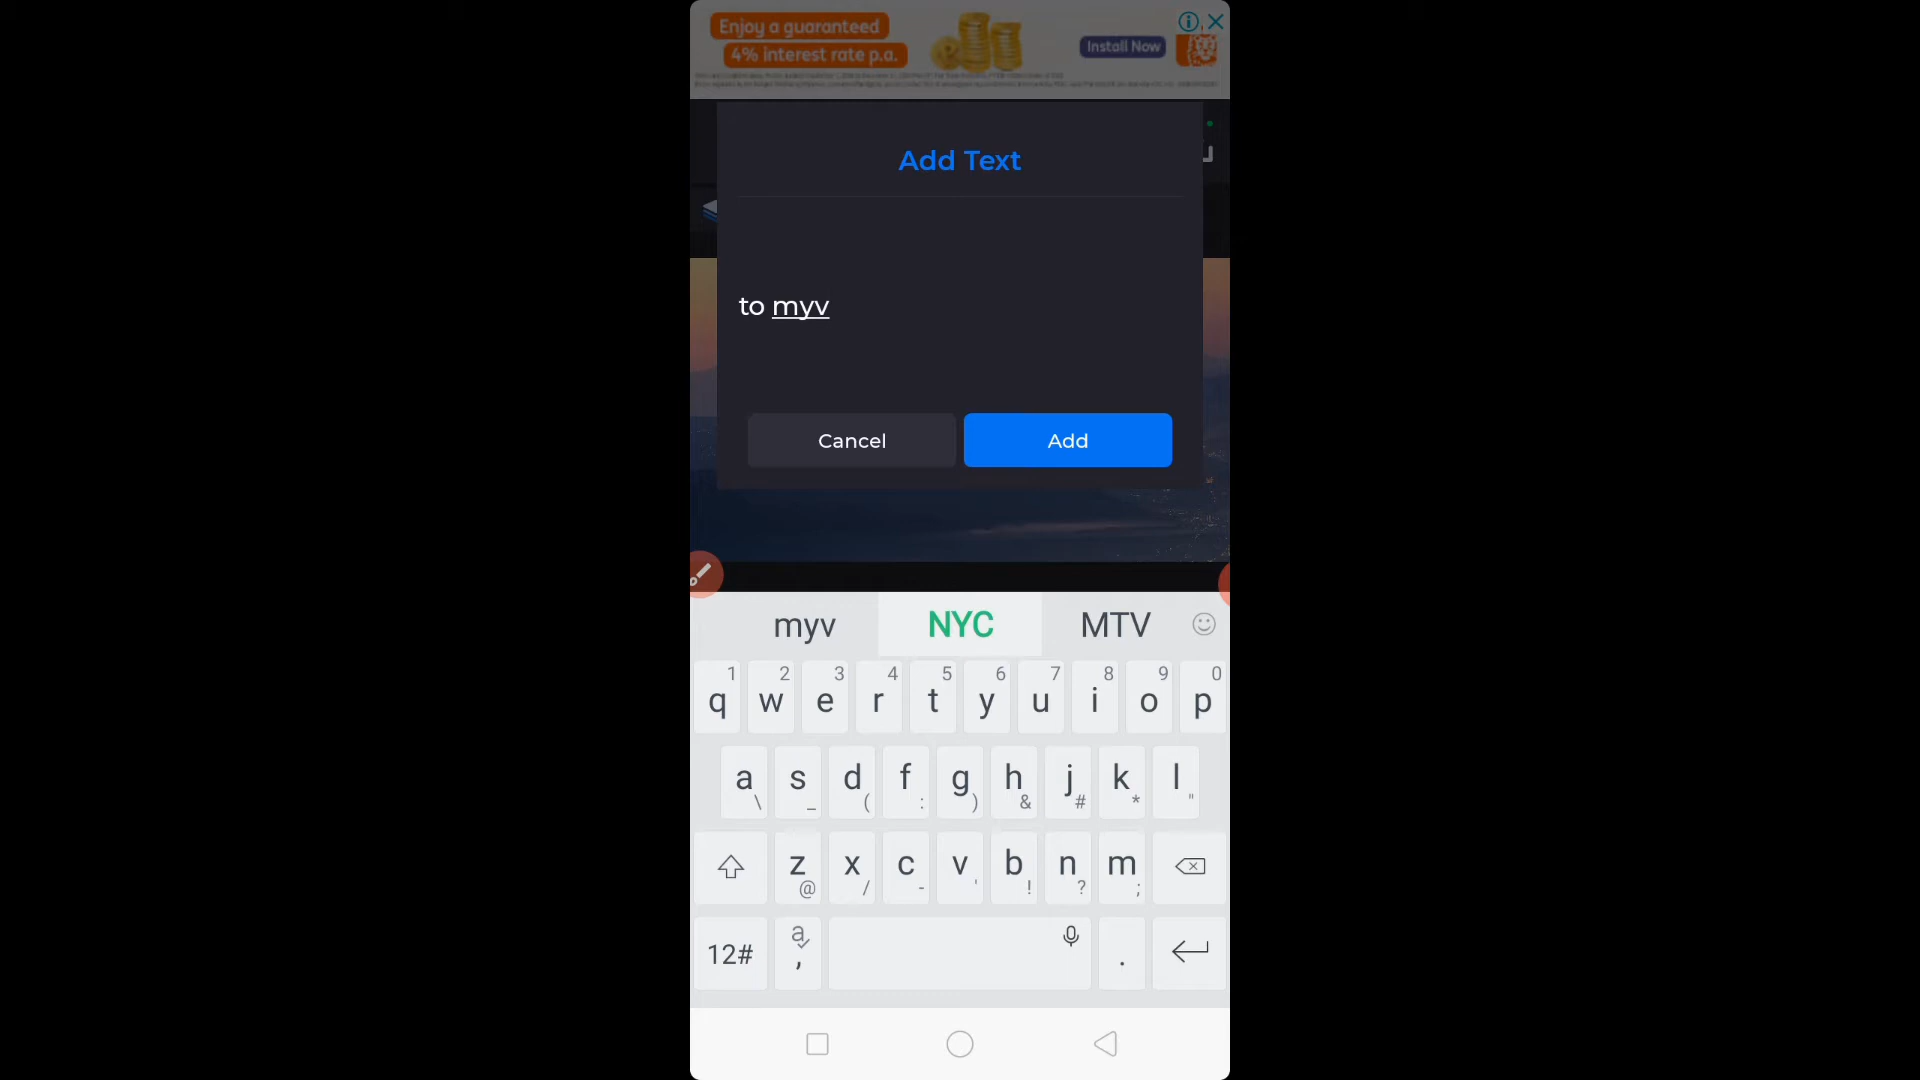 Enjoy a guaranteed
4% interest rate p.a.
Install Now
Add Text
to myv
Cancel
Add
myv
NYC
MTV
1 2 3 4 5 6 7 8 9 0
q w e r t y u i o p
a s d f g h j k l
\ _ ( : ) & # * "
z x c v b n m
@ / - ' ! ? ;
12#
a
,
.